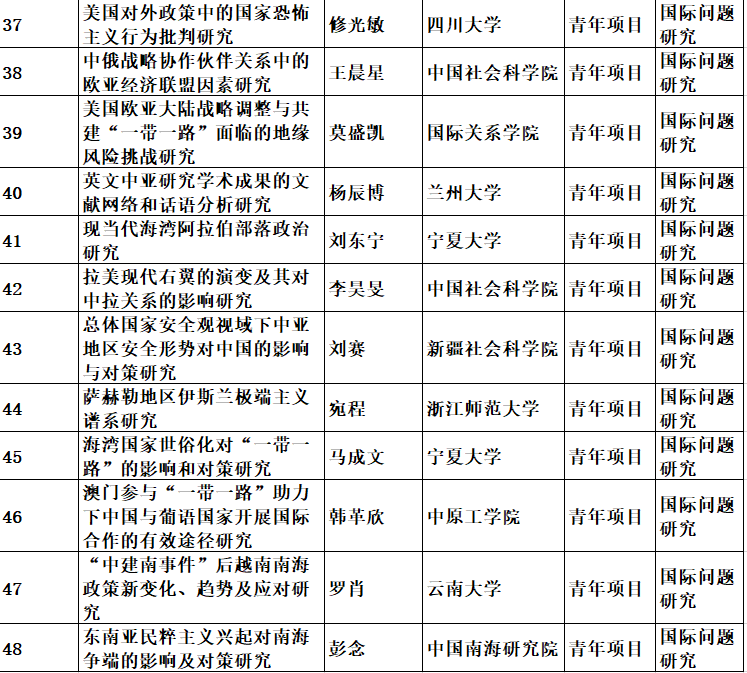 37 美国对外政策中的国家恐怖主义行为批判研究 修光敏 四川大学 青年项目 国际问题研究
38 中俄战略协作伙伴关系中的欧亚经济联盟因素研究 王晨星 中国社会科学院 青年项目 国际问题研究
39 美国欧亚大陆战略调整与共建“一带一路”面临的地缘风险挑战研究 莫盛凯 国际关系学院 青年项目 国际问题研究
40 英文中亚研究学术成果的文献网络和话语分析研究 杨辰博 兰州大学 青年项目 国际问题研究
41 现当代海湾阿拉伯部落政治研究 刘东宁 宁夏大学 青年项目 国际问题研究
42 拉美现代右翼的演变及其对中拉关系的影响研究 李昊旻 中国社会科学院 青年项目 国际问题研究
43 总体国家安全观视域下中亚地区安全形势对中国的影响与对策研究 刘赛 新疆社会科学院 青年项目 国际问题研究
44 萨赫勒地区伊斯兰极端主义谱系研究 宛程 浙江师范大学 青年项目 国际问题研究
45 海湾国家世俗化对“一带一路”的影响和对策研究 马成文 宁夏大学 青年项目 国际问题研究
46 澳门参与“一带一路”助力下中国与葡语国家开展国际合作的有效途径研究 韩革欣 中原工学院 青年项目 国际问题研究
47 “中建南事件”后越南南海政策新变化、趋势及应对研究 罗肖 云南大学 青年项目 国际问题研究
48 东南亚民粹主义兴起对南海争端的影响及对策研究 彭念 中国南海研究院 青年项目 国际问题研究